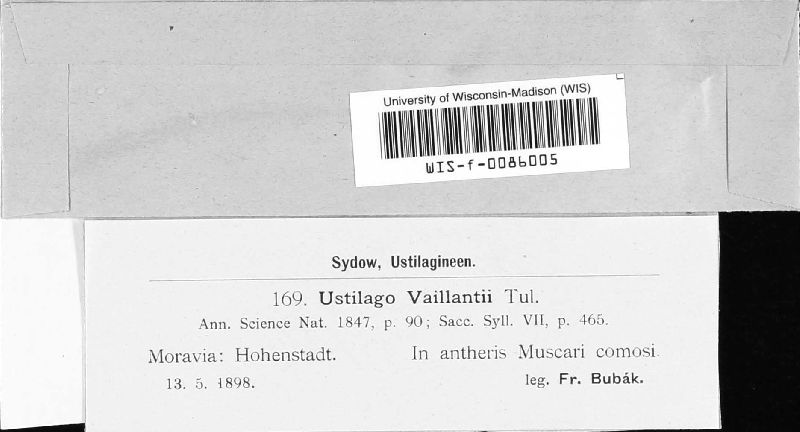 University of Wisconsin-Madison (WIS)
WIS-f-0086005
Sydow, Ustilagineen.
169. Ustilago Vaillantii Tul.
Ann. Science Nat. 1847, p. 90; Sacc. Syll. VII, p. 465.
Moravia: Hohenstadt. In antheris Muscari comosi.
13. 5. 1898. leg. Fr. Bubák.